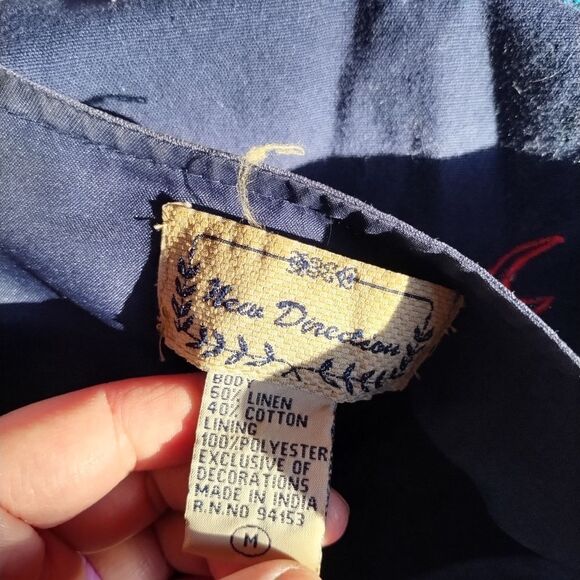 New Direction
BODY
60% LINEN
40% COTTON
LINING
100%POLYESTER
EXCLUSIVE OF
DECORATIONS
MADE IN INDIA
R.N.NO 94153
M